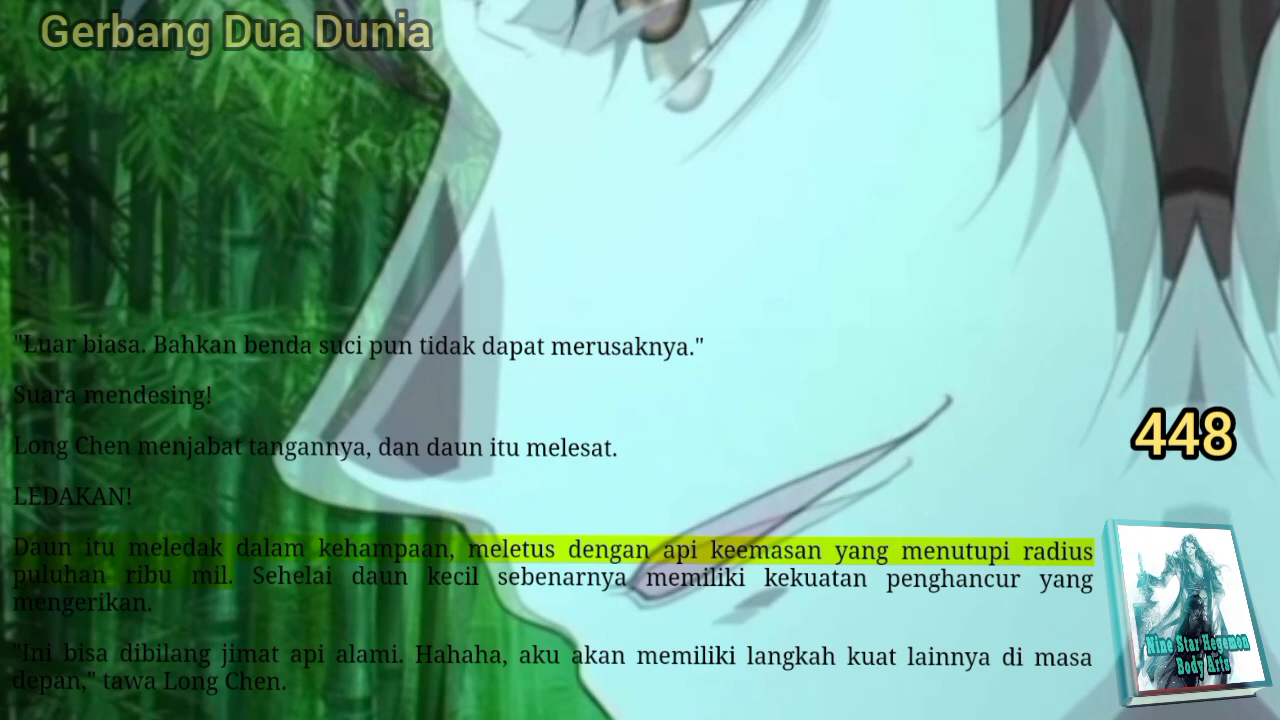 Gerbang Dua Dunia
"Luar biasa. Bahkan benda suci pun tidak dapat merusaknya."
Suara mendesing!
Long Chen menjabat tangannya, dan daun itu melesat.
LEDAKAN!
Daun itu meledak dalam kehampaan, meletus dengan api keemasan yang menutupi radius
puluhan ribu mil. Sehelai daun kecil sebenarnya memiliki kekuatan penghancur yang
mengerikan.
"Ini bisa dibilang jimat api alami. Hahaha, aku akan memiliki langkah kuat lainnya di masa
depan," tawa Long Chen.
448
Nine Star Hegemon
Body Arts